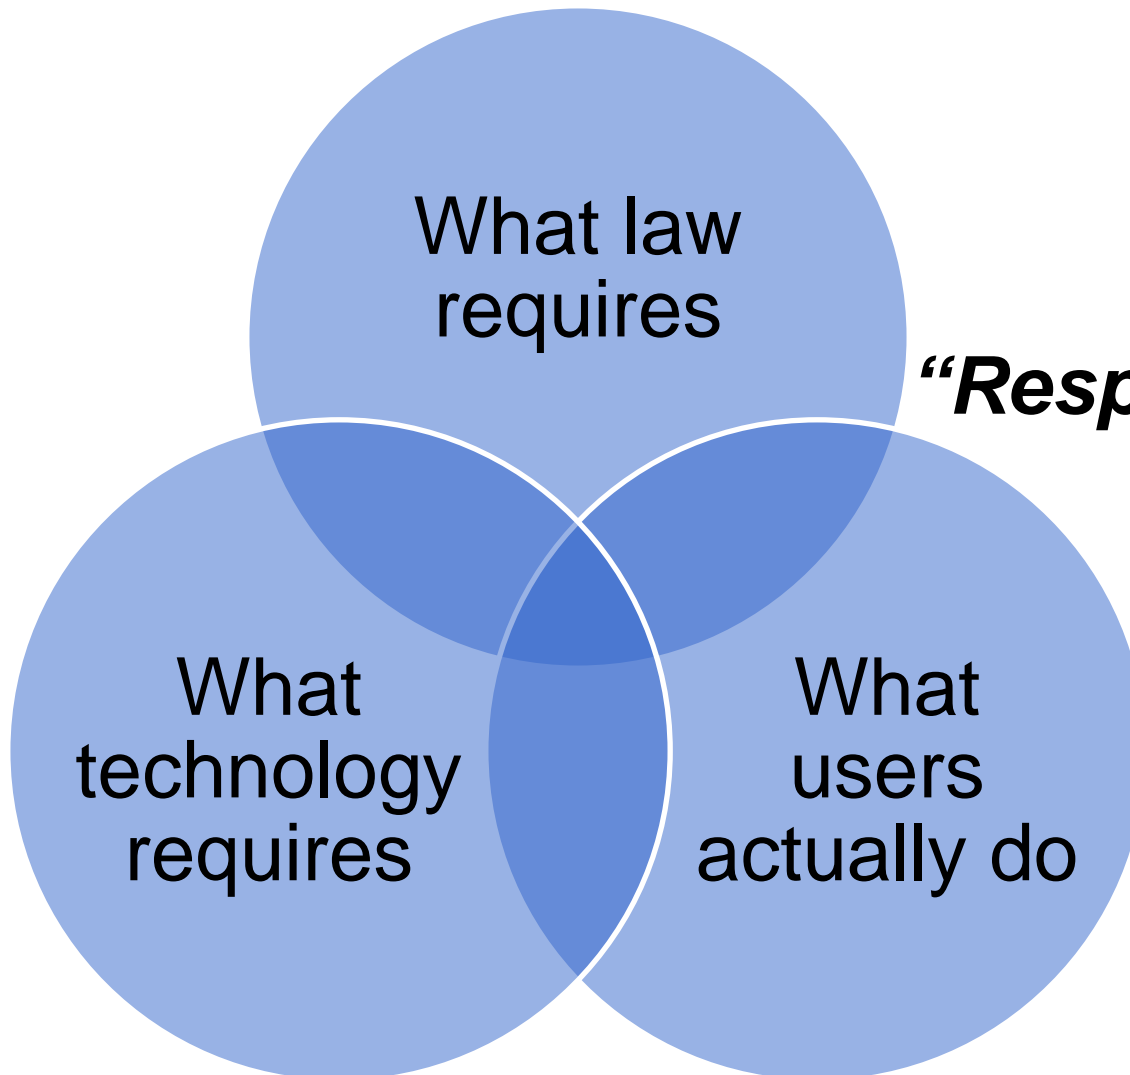 What law
requires
“Resp
What
technology
requires
What
users
actually do